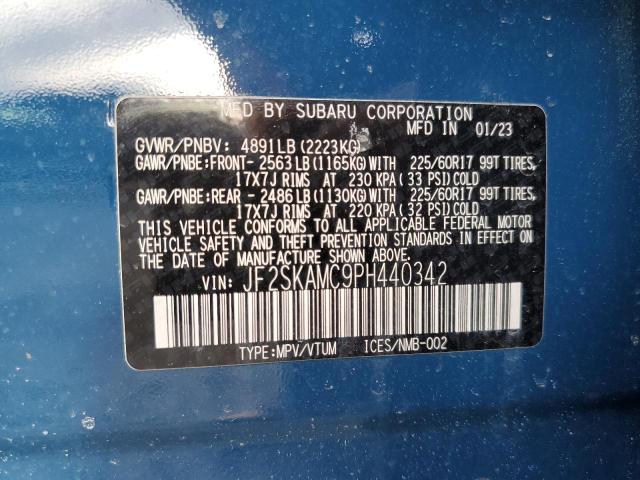 MFD BY SUBARU CORPORATION
GVWR/PNBV: 4891LB (2223KG) MFD IN 01/23
GAWR/PNBE:FRONT- 2563LB (1165KG) WITH 225/60R17 99T TIRES,
17X7J RIMS AT 230 KPA (33 PSI) COLD
GAWR/PNBE:REAR - 2486LB (1130KG) WITH 225/60R17 99T TIRES,
17X7J RIMS AT 220 KPA (32 PSI) COLD
THIS VEHICLE CONFORMS TO ALL APPLICABLE FEDERAL MOTOR
VEHICLE SAFETY AND THEFT PREVENTION STANDARDS IN EFFECT ON
THE DATE OF MANUFACTURE SHOWN ABOVE.
VIN: JF2SKAMC9PH440342
TYPE:MPV/VTUM ICES/NMB-002